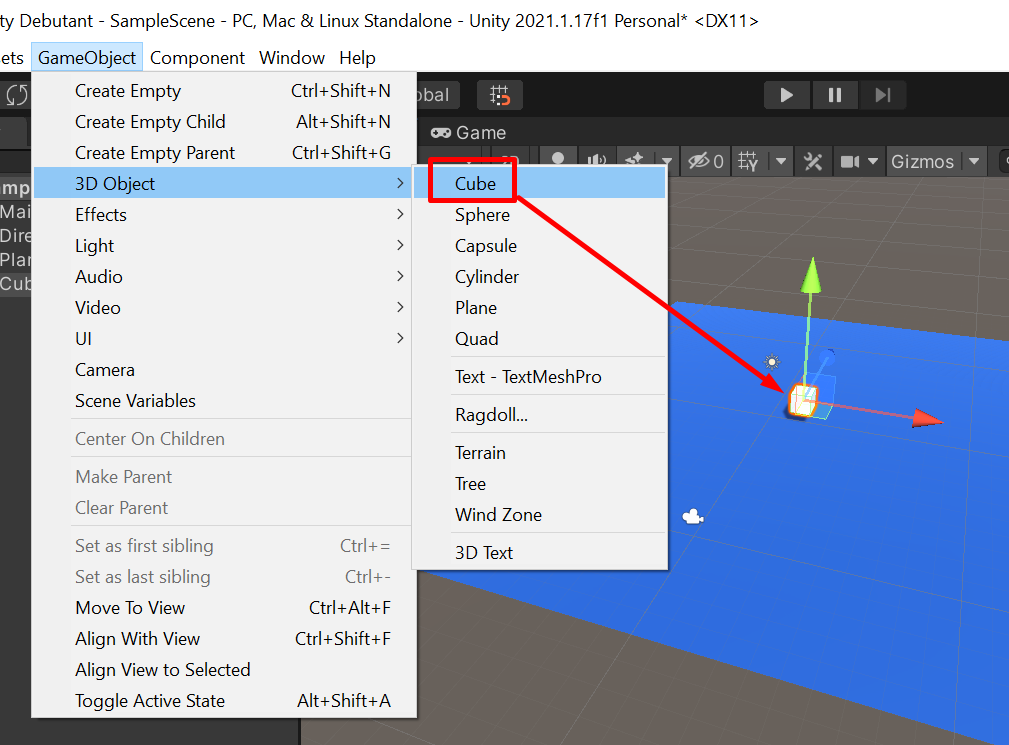 ty Debutant - SampleScene - PC, Mac & Linux Standalone - Unity 2021.1.17f1 Personal* <DX11>
ets GameObject Component Window Help
obal
Game
0 Gizmos
Create Empty Ctrl+Shift+N
Create Empty Child Alt+Shift+N
Create Empty Parent Ctrl+Shift+G
3D Object
Effects
Light
Audio
Video
UI
Camera
Scene Variables
Center On Children
Make Parent
Clear Parent
Set as first sibling Ctrl+=
Set as last sibling Ctrl+-
Move To View Ctrl+Alt+F
Align With View Ctrl+Shift+F
Align View to Selected
Toggle Active State Alt+Shift+A
Cube
Sphere
Capsule
Cylinder
Plane
Quad
Text - TextMeshPro
Ragdoll...
Terrain
Tree
Wind Zone
3D Text
amp
Mai
Dire
Plan
Cub